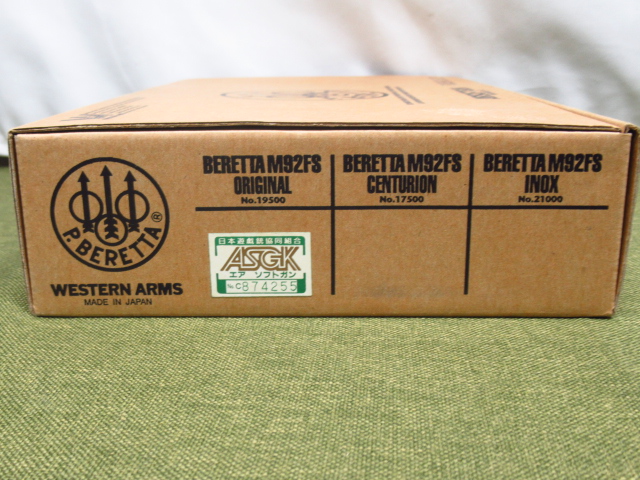 P. BERETTA®
WESTERN ARMS
MADE IN JAPAN
BERETTA M92FS
ORIGINAL
No.19500
BERETTA M92FS
CENTURION
No.17500
BERETTA M92FS
INOX
No.21000
日本遊戯銃協同組合
ASGK
エア ソフトガン
No.C874255